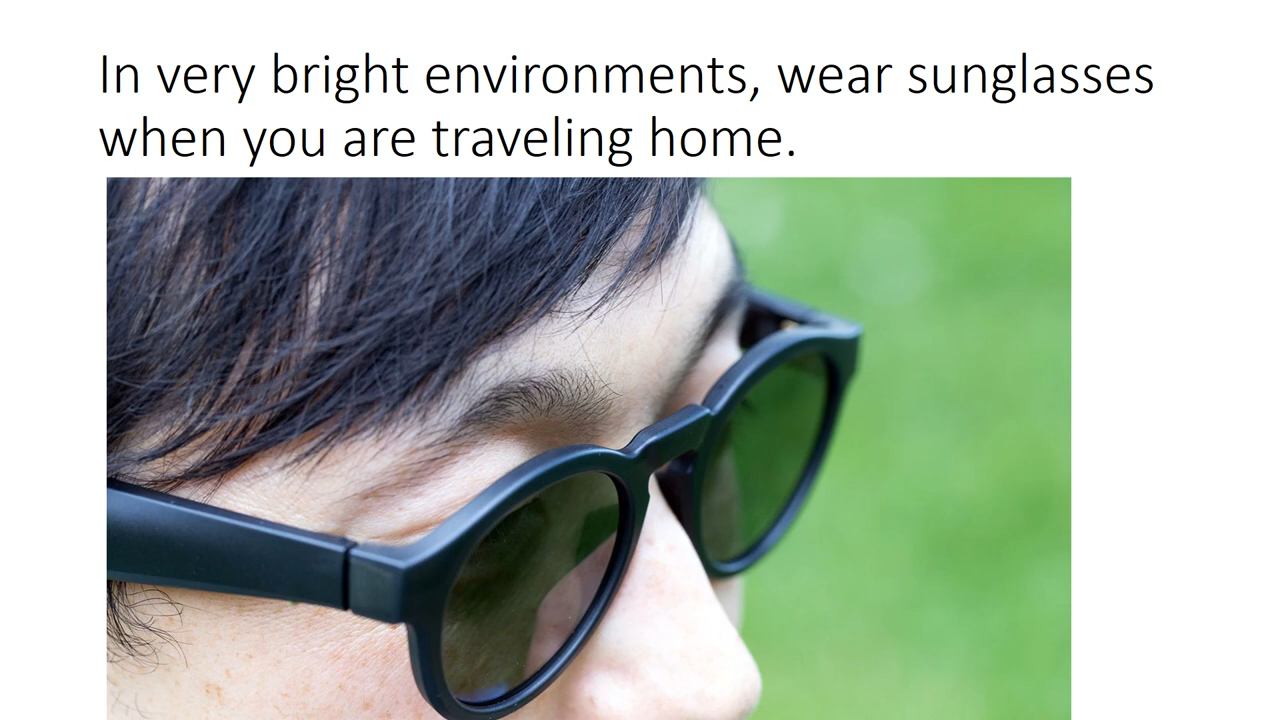 In very bright environments, wear sunglasses
when you are traveling home.